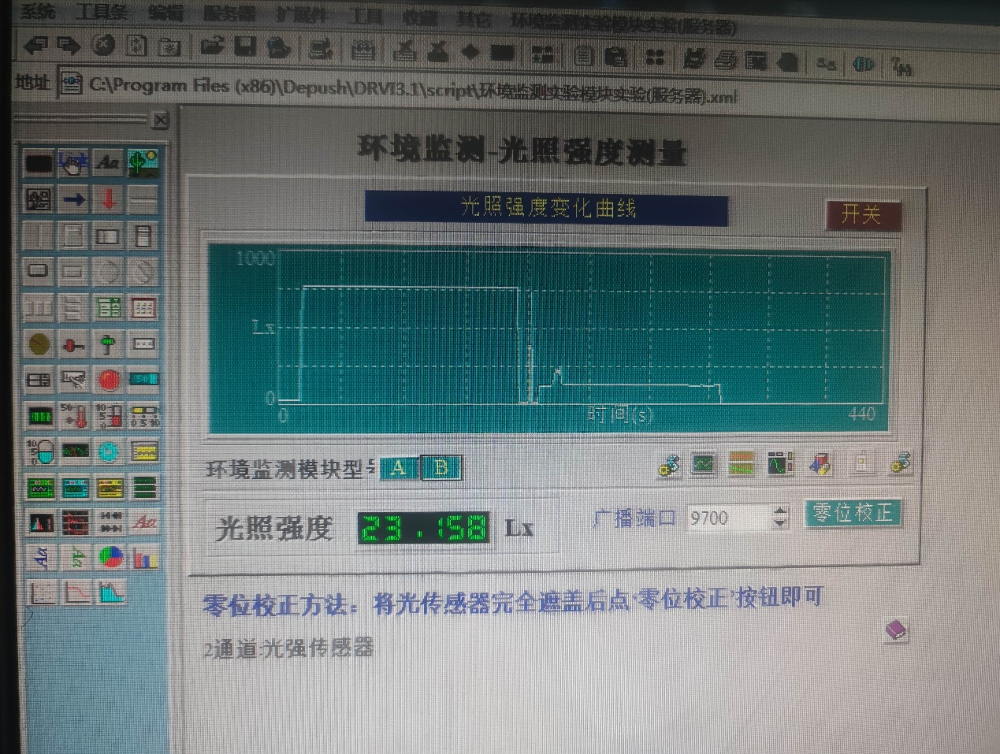 系统 工具条 编辑 服务器 扩展件 工具 收藏 其它 环境监测实验模块实验(服务器)
地址 C:\Program Files (x86)\Depush\DRVI3.1\script\环境监测实验模块实验(服务器).xml
环境监测-光照强度测量
光照强度变化曲线
开关
1000
Lx
0
0 时间(s) 440
环境监测模块型号 A B
光照强度 23.158 Lx
广播端口 9700 零位校正
零位校正方法：将光传感器完全遮盖后点‘零位校正’按钮即可
2通道:光强传感器